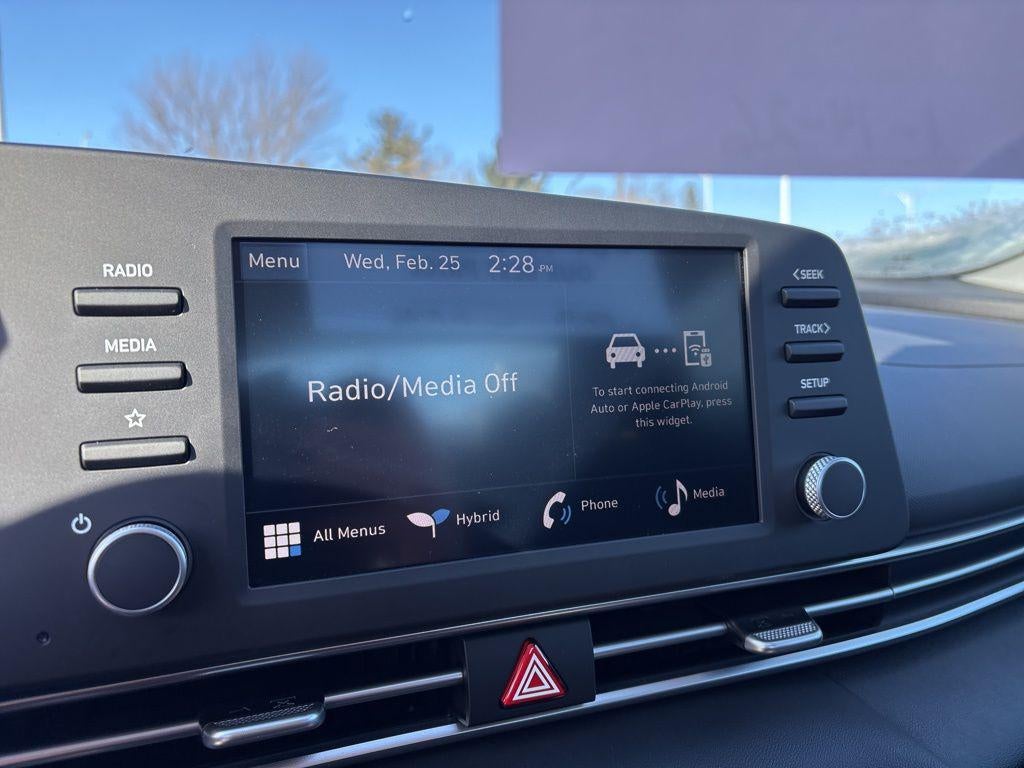 RADIO
MEDIA
Menu
Wed, Feb. 25
2:28 PM
Radio/Media Off
To start connecting Android
Auto or Apple CarPlay, press
this widget.
All Menus
Hybrid
Phone
Media
<SEEK
TRACK>
SETUP